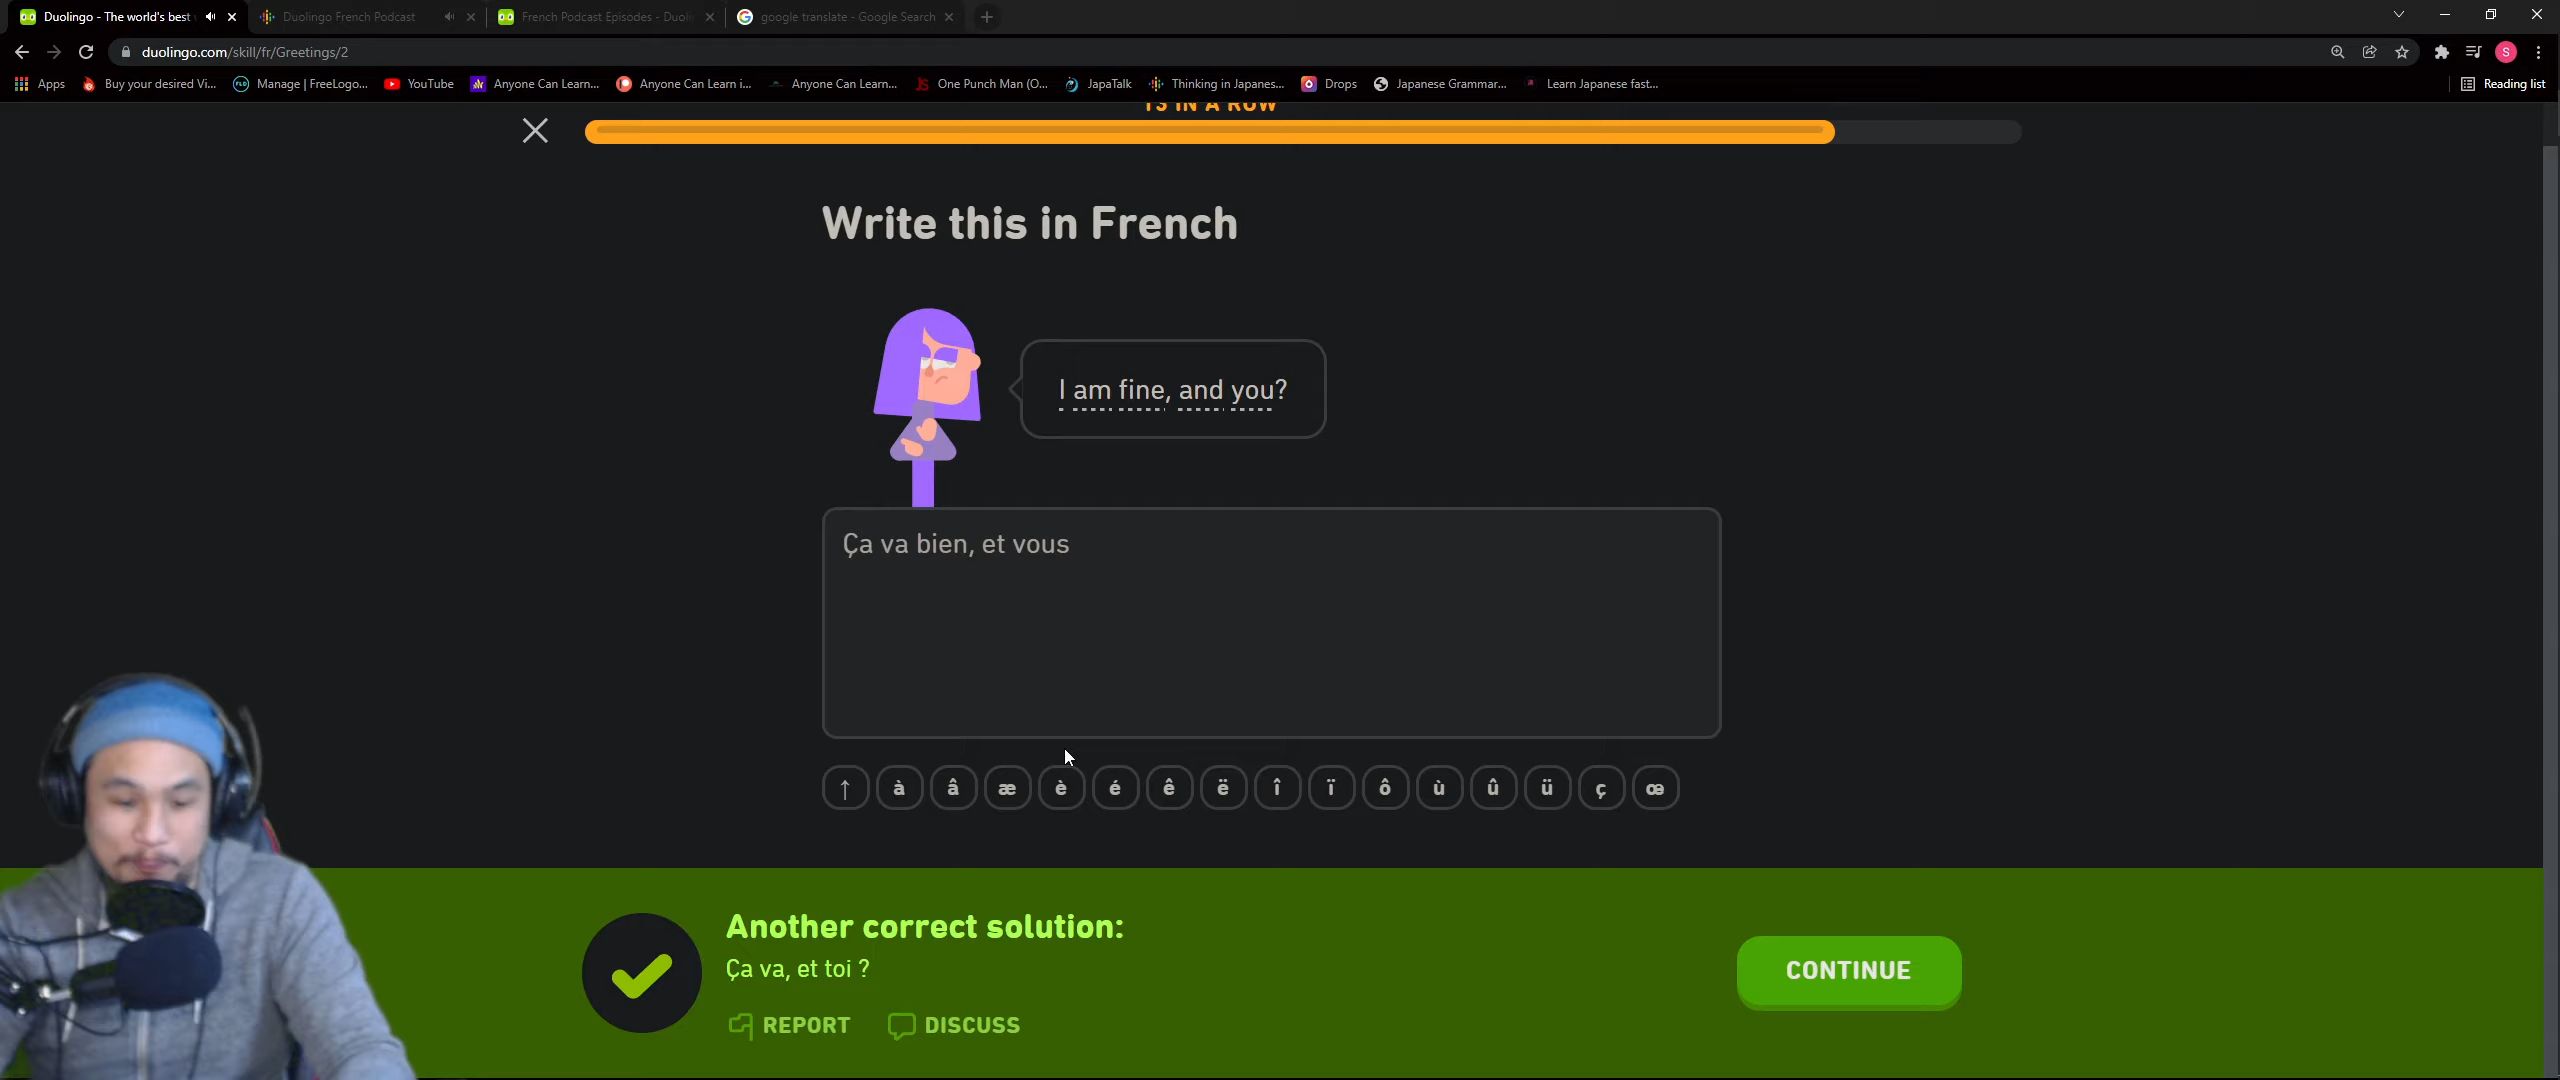 Duolingo - The world's best
Duolingo French Podcast
French Podcast Episodes - Duoli
google translate - Google Search
duolingo.com/skill/fr/Greetings/2
Apps
Buy your desired Vi...
Manage | FreeLogo...
YouTube
Anyone Can Learn...
Anyone Can Learn i...
Anyone Can Learn...
One Punch Man (O...
JapaTalk
Thinking in Japanes...
Drops
Japanese Grammar...
Learn Japanese fast...
Reading list
IN A ROW
Write this in French
I am fine, and you?
Ça va bien, et vous
↑ à â æ è é ê ë î ï ô ù û ü ç œ
Another correct solution:
Ça va, et toi ?
REPORT
DISCUSS
CONTINUE